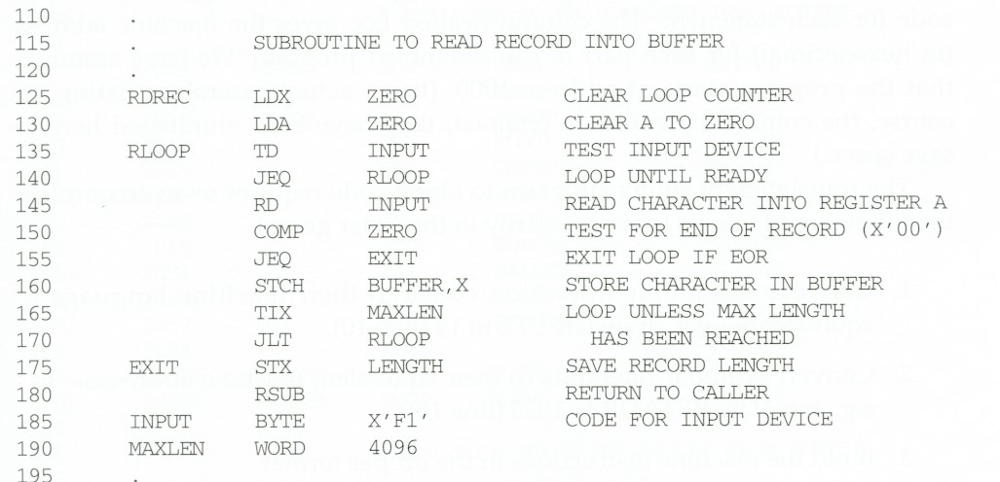 110 .
115 . SUBROUTINE TO READ RECORD INTO BUFFER
120 .
125 RDREC LDX ZERO CLEAR LOOP COUNTER
130 LDA ZERO CLEAR A TO ZERO
135 RLOOP TD INPUT TEST INPUT DEVICE
140 JEQ RLOOP LOOP UNTIL READY
145 RD INPUT READ CHARACTER INTO REGISTER A
150 COMP ZERO TEST FOR END OF RECORD (X'00')
155 JEQ EXIT EXIT LOOP IF EOR
160 STCH BUFFER,X STORE CHARACTER IN BUFFER
165 TIX MAXLEN LOOP UNLESS MAX LENGTH
170 JLT RLOOP HAS BEEN REACHED
175 EXIT STX LENGTH SAVE RECORD LENGTH
180 RSUB RETURN TO CALLER
185 INPUT BYTE X'F1' CODE FOR INPUT DEVICE
190 MAXLEN WORD 4096
195 .